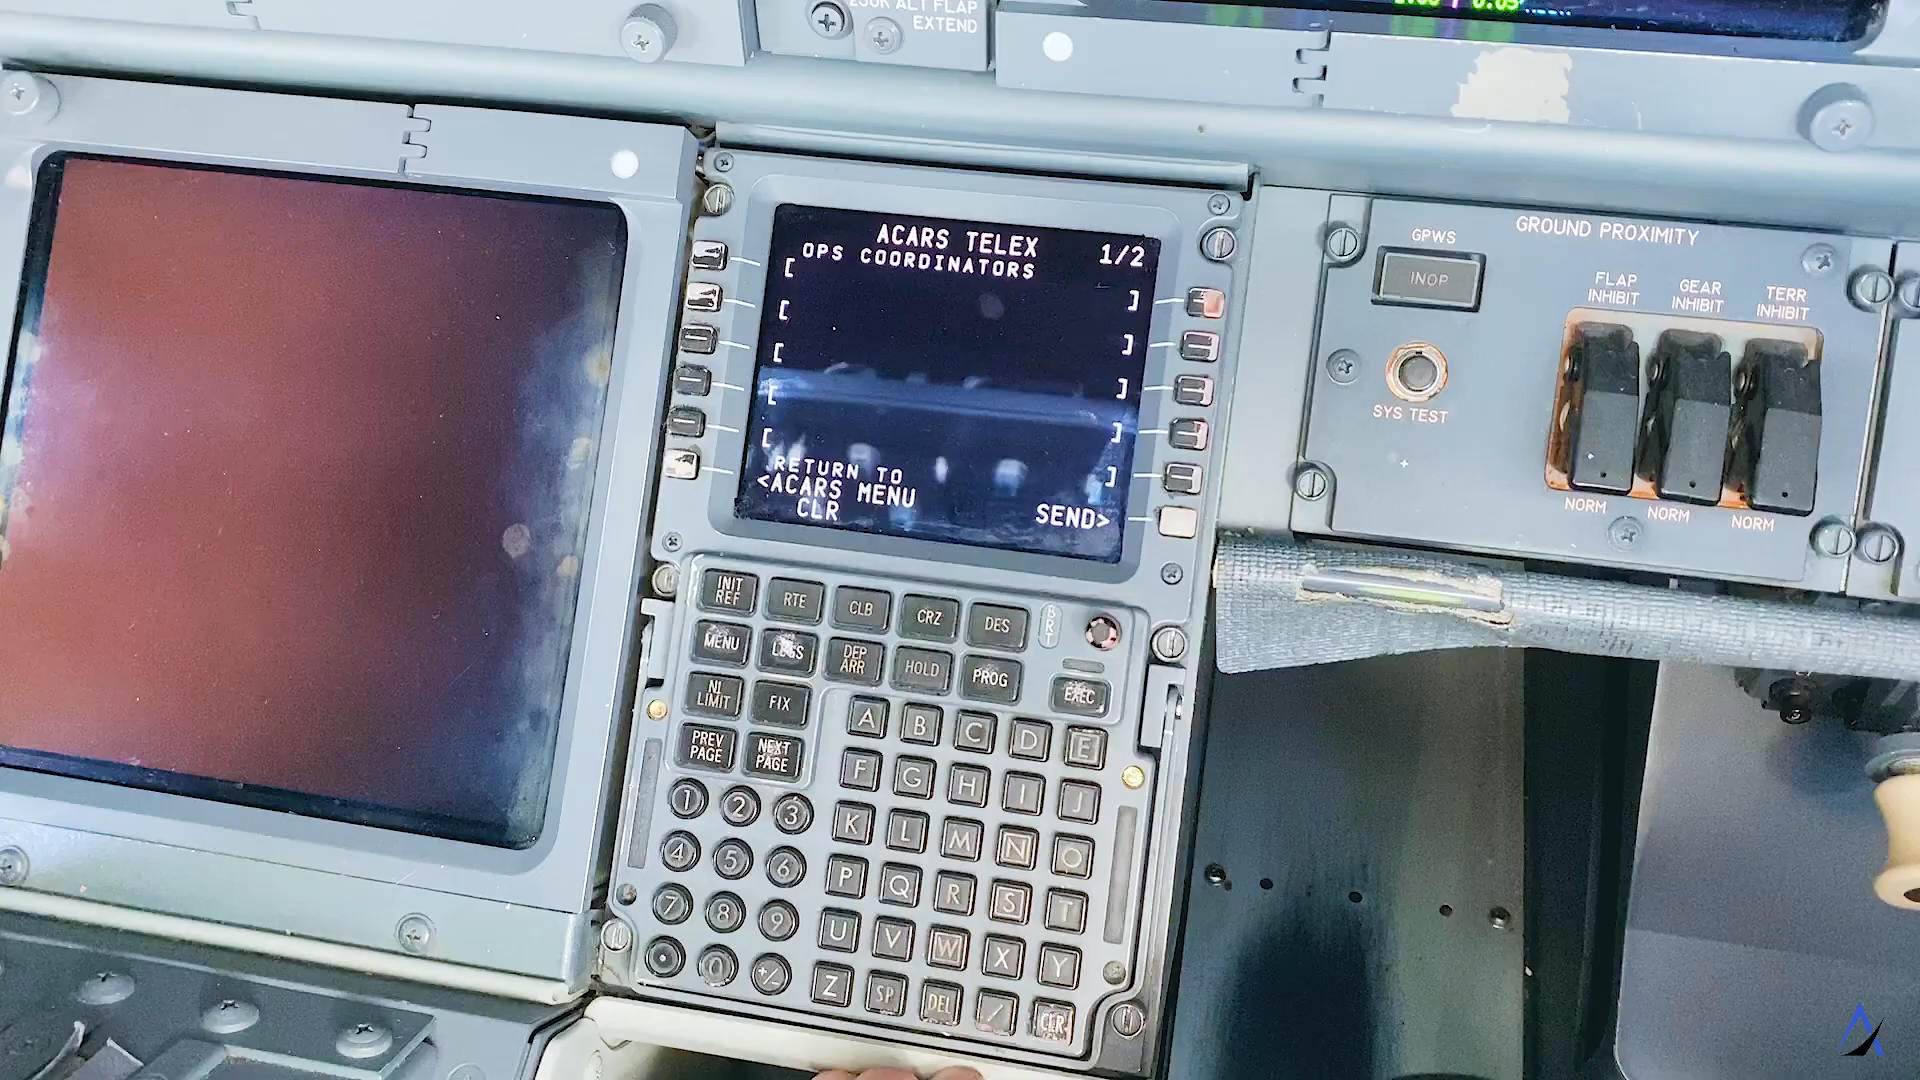 230K ALT FLAP
EXTEND
ACARS TELEX 1/2
OPS COORDINATORS
[
[ ]
[ ]
[ ]
[ ]
]
RETURN TO
<ACARS MENU
CLR
SEND>
GROUND PROXIMITY
GPWS
INOP
SYS TEST
FLAP
INHIBIT
GEAR
INHIBIT
TERR
INHIBIT
NORM
NORM
NORM
INIT
REF
RTE
CLB
CRZ
DES
BRT
MENU
LEGS
DEP
ARR
HOLD
PROG
EXEC
N1
LIMIT
FIX
PREV
PAGE
NEXT
PAGE
A B C D E
F G H I J
K L M N O
P Q R S T
U V W X Y
Z SP DEL / CLR
1 2 3
4 5 6
7 8 9
. 0 +/-